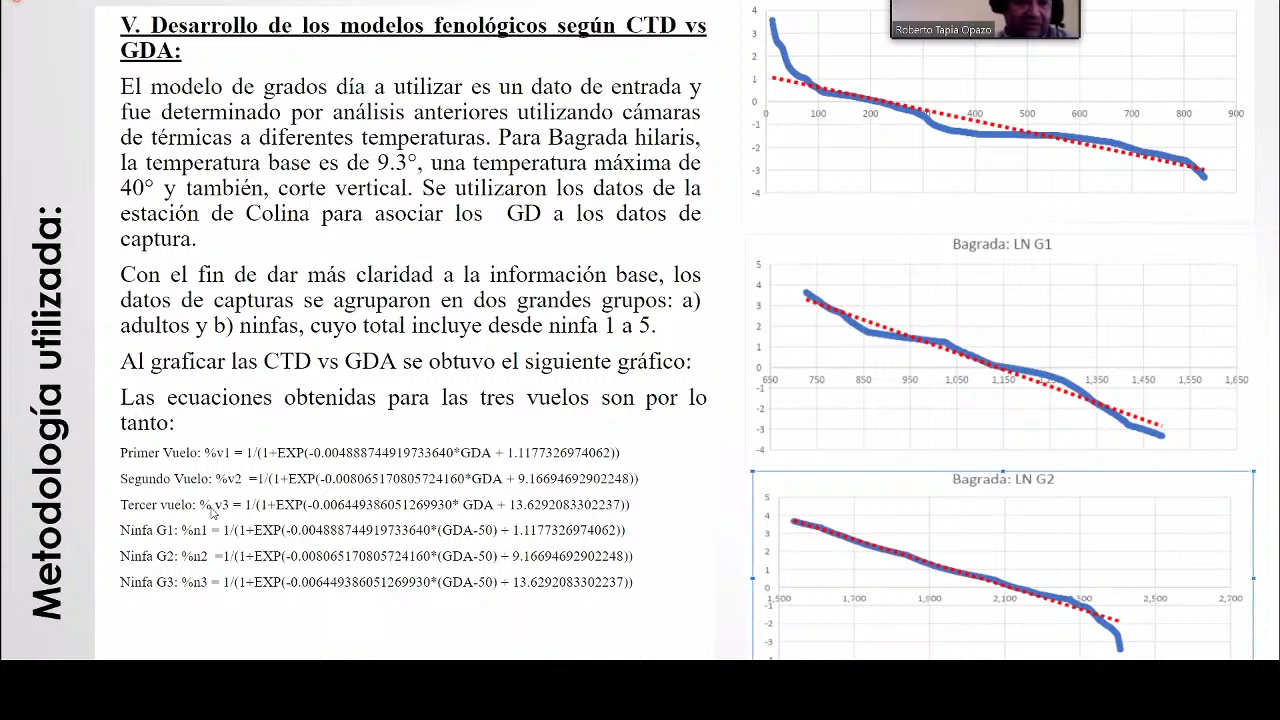 Metodología utilizada:
V. Desarrollo de los modelos fenológicos según CTD vs
GDA:
El modelo de grados día a utilizar es un dato de entrada y
fue determinado por análisis anteriores utilizando cámaras
de térmicas a diferentes temperaturas. Para Bagrada hilaris,
la temperatura base es de 9.3°, una temperatura máxima de
40° y también, corte vertical. Se utilizaron los datos de la
estación de Colina para asociar los GD a los datos de
captura.
Con el fin de dar más claridad a la información base, los
datos de capturas se agruparon en dos grandes grupos: a)
adultos y b) ninfas, cuyo total incluye desde ninfa 1 a 5.
Al graficar las CTD vs GDA se obtuvo el siguiente gráfico:
Las ecuaciones obtenidas para las tres vuelos son por lo
tanto:
Primer Vuelo: %v1 = 1/(1+EXP(-0.004888744919733640*GDA + 1.1177326974062))
Segundo Vuelo: %v2 =1/(1+EXP(-0.008065170805724160*GDA + 9.16694692902248))
Tercer vuelo: % v3 = 1/(1+EXP(-0.006449386051269930* GDA + 13.6292083302237))
Ninfa G1: %n1 = 1/(1+EXP(-0.004888744919733640*(GDA-50) + 1.1177326974062))
Ninfa G2: %n2 =1/(1+EXP(-0.008065170805724160*(GDA-50) + 9.16694692902248))
Ninfa G3: %n3 = 1/(1+EXP(-0.006449386051269930*(GDA-50) + 13.6292083302237))
Roberto Tapia Opazo
4
3
2
1
0
-1
-2
-3
-4
0 100 200 300 400 500 600 700 800 900
Bagrada: LN G1
5
4
3
2
1
0
-1
-2
-3
-4
650 750 850 950 1,050 1,150 1,250 1,350 1,450 1,550 1,650
Bagrada: LN G2
5
4
3
2
1
0
-1
-2
-3
1,500 1,700 1,900 2,100 2,500 2,700